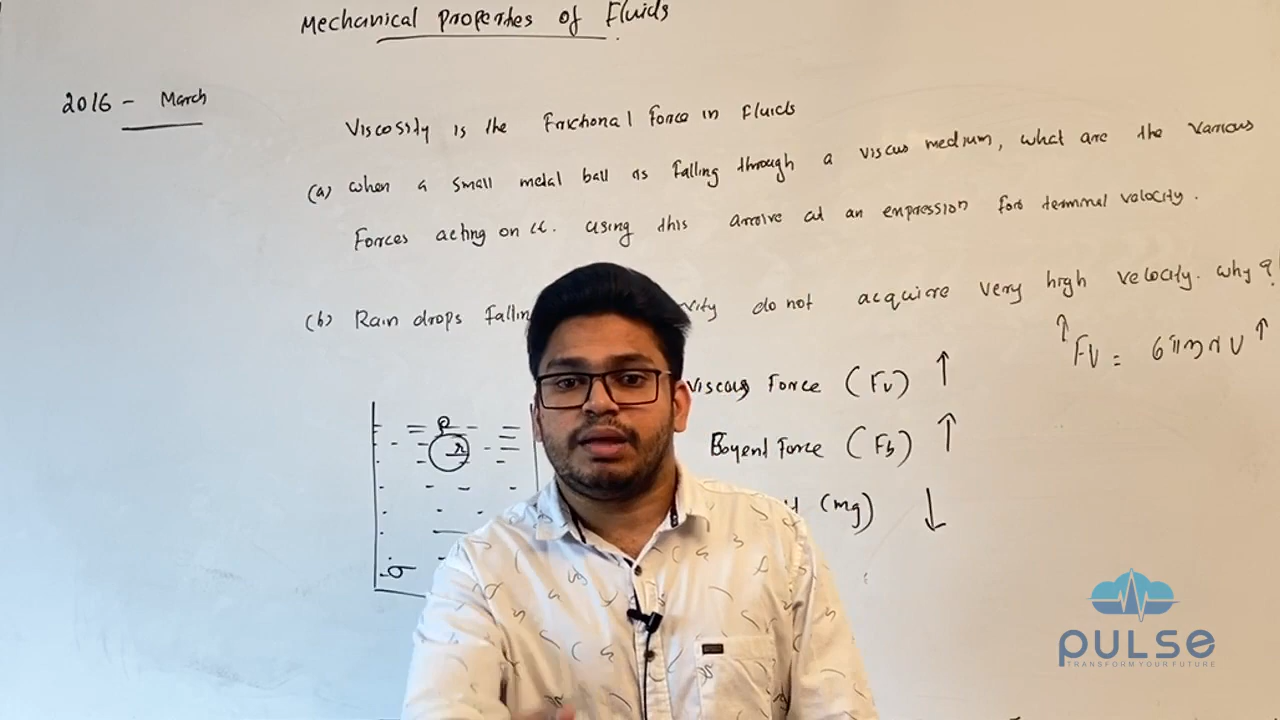 Mechanical Properties of Fluids
2016 - March
Viscosity is the Frictional Force in Fluids
(a) When a small metal ball is falling through a viscus medium, what are the various
Forces acting on it. using this arrive at an expression for terminal velocity.
(b) Rain drops fallin vity do not acquire very high velocity. why?
↑ Fv = 6πηrv ↑
viscous Force (Fv) ↑
Boyent Force (Fb) ↑
(mg) ↓
ρ
r
σ
PULSE
TRANSFORM YOUR FUTURE